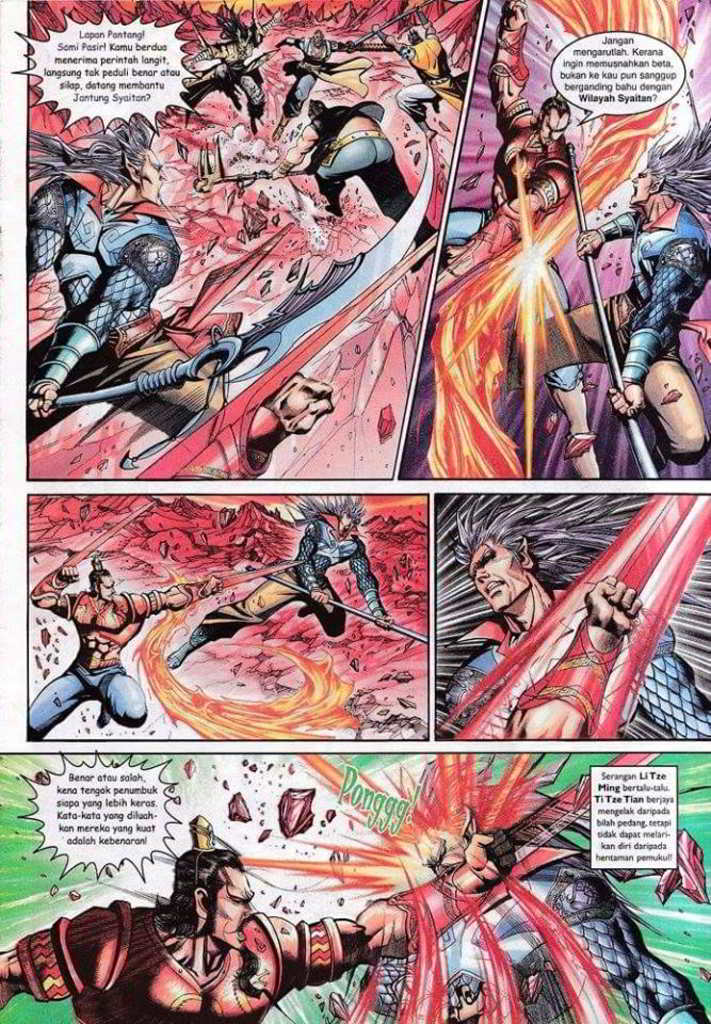 Lapan Pantang!
Sami Pasir! Kamu berdua
menerima perintah langit,
langsung tak peduli benar atau
silap, datang membantu
Jantung Syaitan?
Jangan
mengarutlah. Kerana
ingin memusnahkan beta,
bukan ke kau pun sanggup
berganding bahu dengan
Wilayah Syaitan?
Benar atau salah,
kena tengok penumbuk
siapa yang lebih keras.
Kata-kata yang diluah-
kan mereka yang kuat
adalah kebenaran!
Ponggg!
Serangan Li Tze
Ming bertalu-talu.
Ti Tze Tian berjaya
mengelak daripada
bilah pedang, tetapi
tidak dapat melari-
kan diri daripada
hentaman pemukul!!